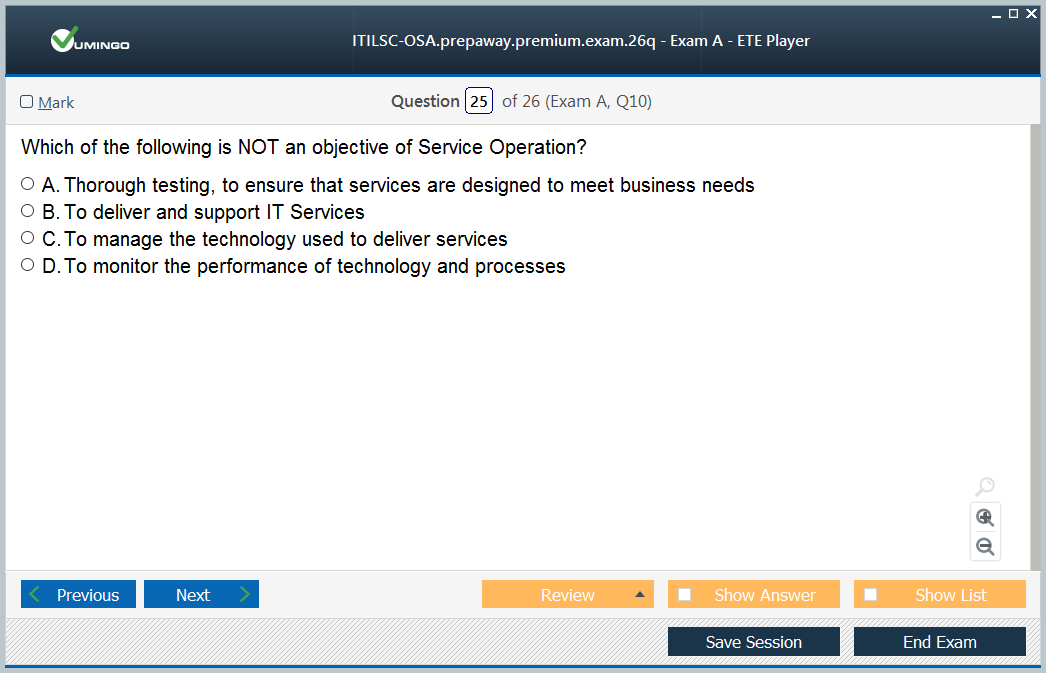 VUMINGO
ITILSC-OSA.prepaway.premium.exam.26q - Exam A - ETE Player
Mark
Question 25 of 26 (Exam A, Q10)
Which of the following is NOT an objective of Service Operation?
A. Thorough testing, to ensure that services are designed to meet business needs
B. To deliver and support IT Services
C. To manage the technology used to deliver services
D. To monitor the performance of technology and processes
Previous
Next
Review
Show Answer
Show List
Save Session
End Exam